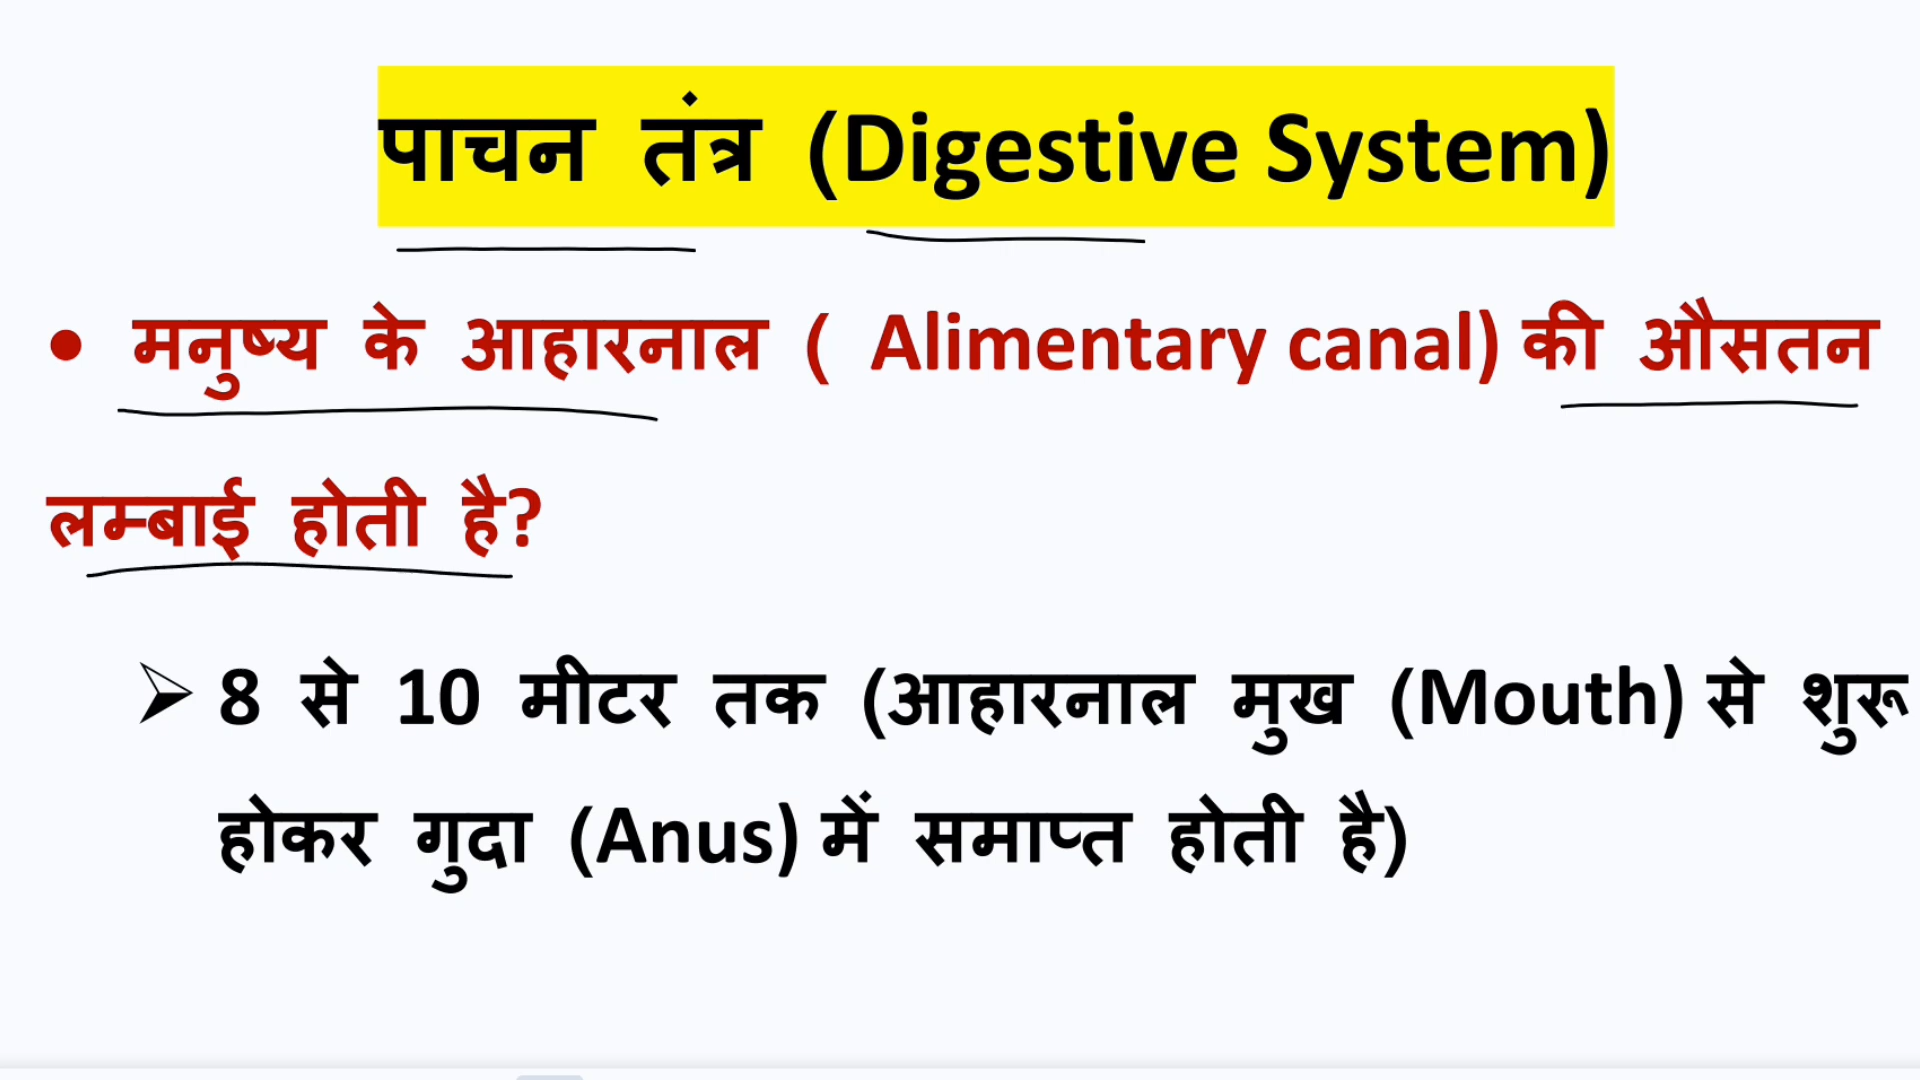 पाचन तंत्र (Digestive System)
• मनुष्य के आहारनाल ( Alimentary canal) की औसतन
लम्बाई होती है?
➢ 8 से 10 मीटर तक (आहारनाल मुख (Mouth) से शुरू
होकर गुदा (Anus) में समाप्त होती है)